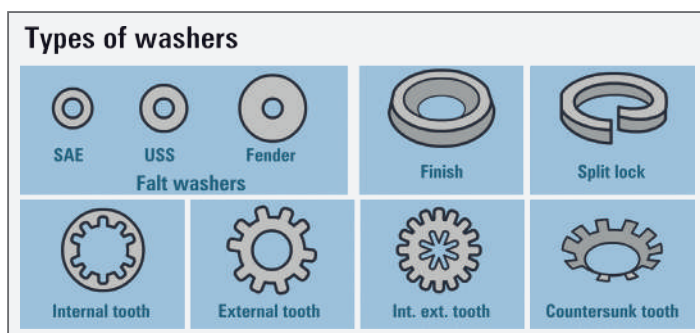 Types of washers
SAE
USS
Fender
Falt washers
Finish
Split lock
Internal tooth
External tooth
Int. ext. tooth
Countersunk tooth